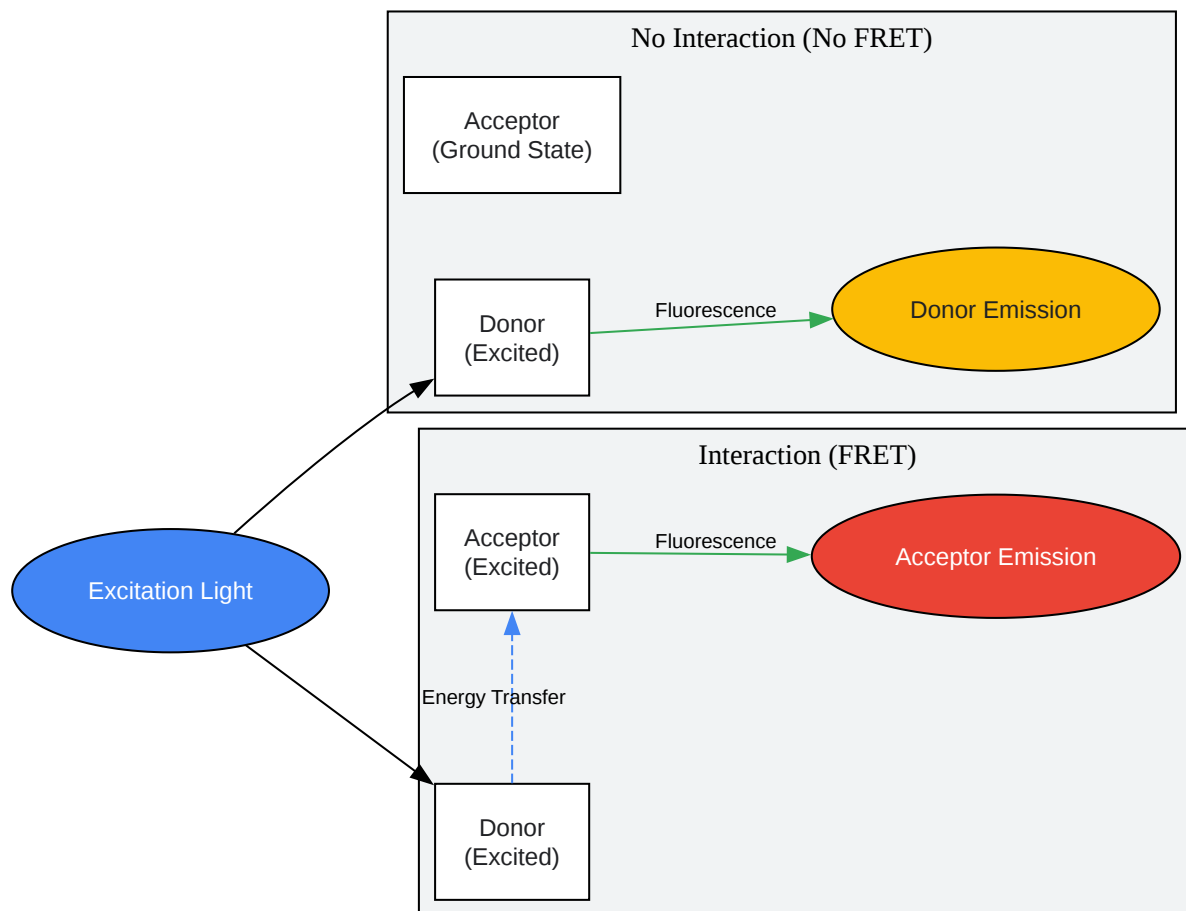 No Interaction (No FRET)
Acceptor
(Ground State)
Donor
(Excited)
Fluorescence
Donor Emission
Excitation Light
Interaction (FRET)
Acceptor
(Excited)
Fluorescence
Acceptor Emission
Energy Transfer
Donor
(Excited)